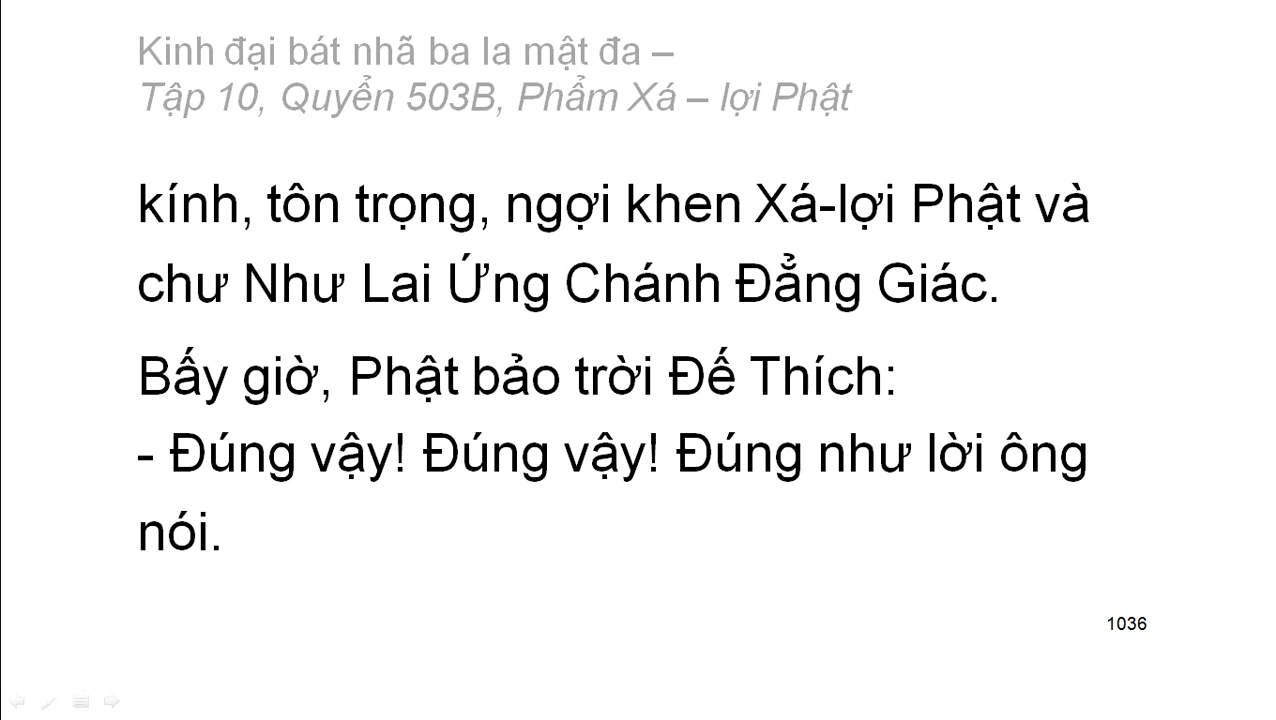 Kinh đại bát nhã ba la mật đa –
Tập 10, Quyển 503B, Phẩm Xá – lợi Phật
kính, tôn trọng, ngợi khen Xá-lợi Phật và
chư Như Lai Ứng Chánh Đẳng Giác.
Bấy giờ, Phật bảo trời Đế Thích:
- Đúng vậy! Đúng vậy! Đúng như lời ông
nói.
1036